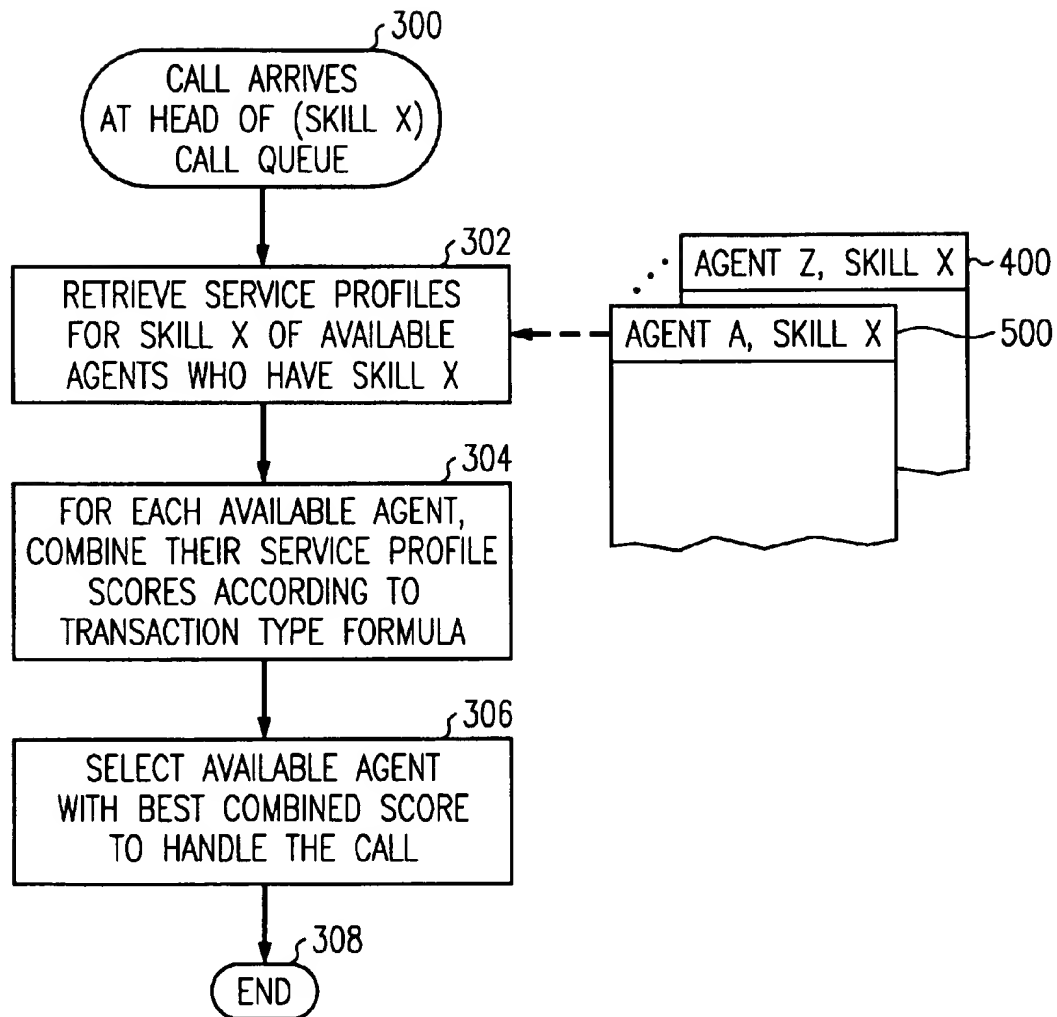 300
CALL ARRIVES
AT HEAD OF (SKILL X)
CALL QUEUE
302
RETRIEVE SERVICE PROFILES
FOR SKILL X OF AVAILABLE
AGENTS WHO HAVE SKILL X
AGENT Z, SKILL X
400
AGENT A, SKILL X
500
304
FOR EACH AVAILABLE AGENT,
COMBINE THEIR SERVICE PROFILE
SCORES ACCORDING TO
TRANSACTION TYPE FORMULA
306
SELECT AVAILABLE AGENT
WITH BEST COMBINED SCORE
TO HANDLE THE CALL
308
END